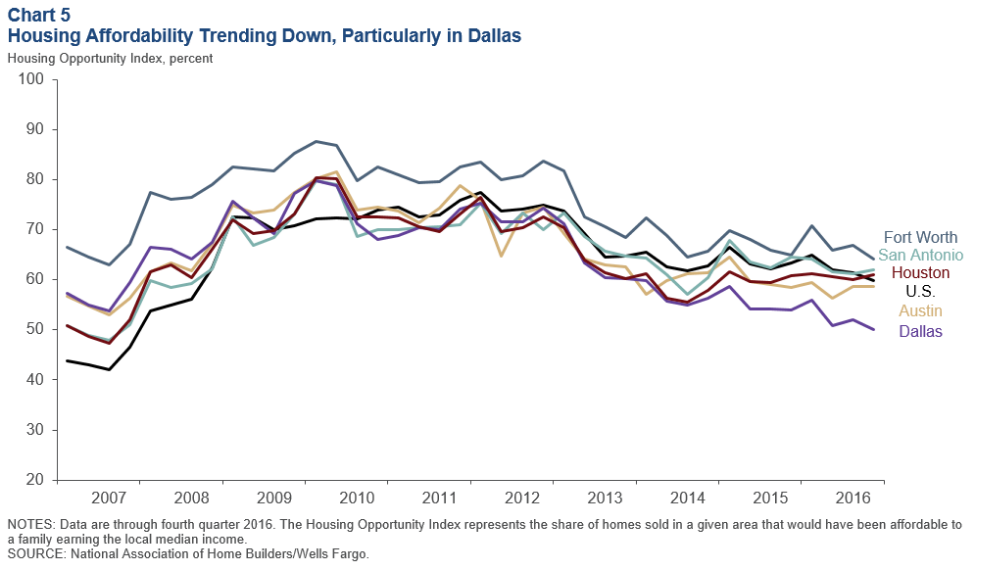 Chart 5
Housing Affordability Trending Down, Particularly in Dallas
Housing Opportunity Index, percent
100
90
80
70
60
50
40
30
20
Fort Worth
San Antonio
Houston
U.S.
Austin
Dallas
2007 2008 2009 2010 2011 2012 2013 2014 2015 2016
NOTES: Data are through fourth quarter 2016. The Housing Opportunity Index represents the share of homes sold in a given area that would have been affordable to
a family earning the local median income.
SOURCE: National Association of Home Builders/Wells Fargo.